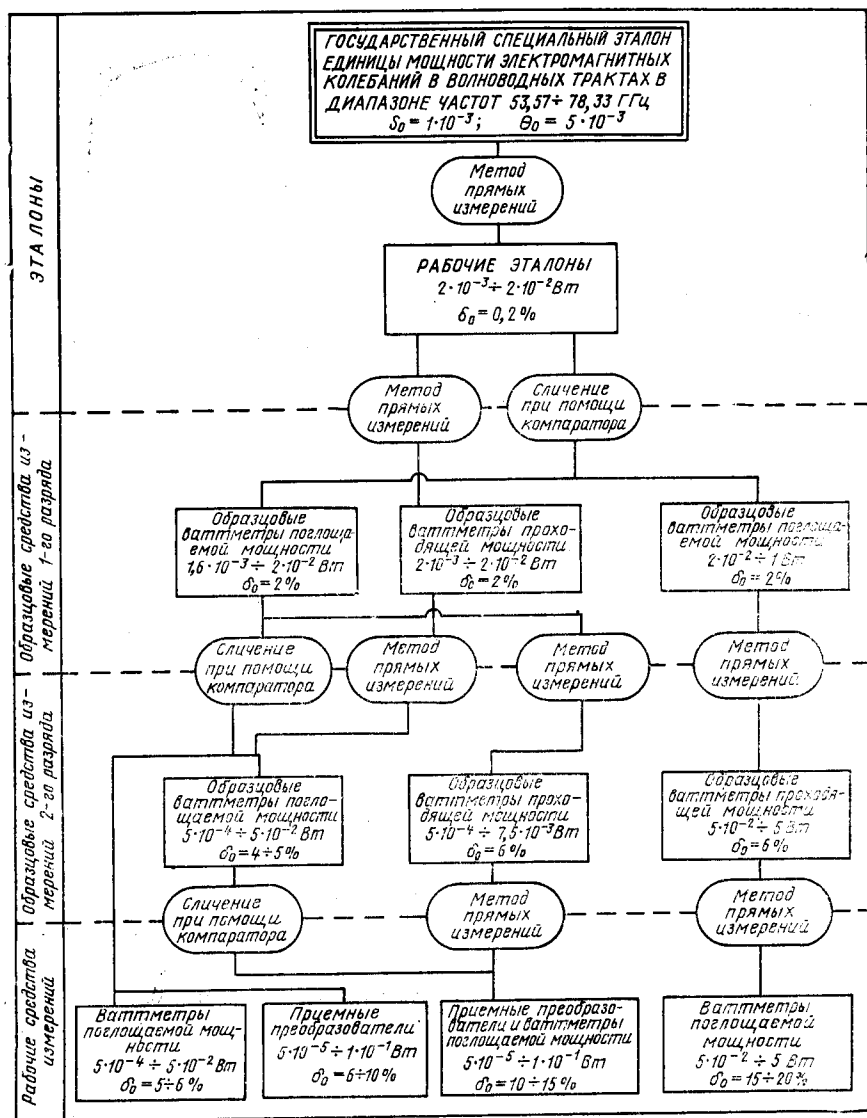 ГОСУДАРСТВЕННЫЙ СПЕЦИАЛЬНЫЙ ЭТАЛОН
ЕДИНИЦЫ МОЩНОСТИ ЭЛЕКТРОМАГНИТНЫХ
КОЛЕБАНИЙ В ВОЛНОВОДНЫХ ТРАКТАХ В
ДИАПАЗОНЕ ЧАСТОТ 53,57÷78,33 ГГц
S₀ = 1·10⁻³; Θ₀ = 5·10⁻³
Метод
прямых
измерений
ЭТАЛОНЫ
РАБОЧИЕ ЭТАЛОНЫ
2·10⁻³÷2·10⁻² Вт
б₀=0,2%
Метод
прямых
измерений
Сличение
при помощи
компаратора
Образцовые средства из-
мерений 1-го разряда
Образцовые
ваттметры поглоща-
емой мощности
1,6·10⁻³÷2·10⁻² Вт
δ₀=2%
Образцовые
ваттметры прохо-
дящей мощности
2·10⁻³÷2·10⁻² Вт
δ₀=2%
Образцовые
ваттметры поглоща-
емой мощности
2·10⁻²÷1 Вт
δ₀=2%
Сличение
при помощи
компаратора
Метод
прямых
измерений
Метод
прямых
измерений
Метод
прямых
измерений
Образцовые средства из-
мерений 2-го разряда
Образцовые
ваттметры погло-
щаемой мощности
5·10⁻⁴÷5·10⁻² Вт
δ₀=4÷5%
Образцовые
ваттметры прохо-
дящей мощности
5·10⁻⁴÷7,5·10⁻³ Вт
δ₀=6%
Образцовые
ваттметры проходя-
щей мощности
5·10⁻²÷5 Вт
δ₀=6%
Сличение
при помощи
компаратора
Метод
прямых
измерений
Метод
прямых
измерений
Рабочие средства
измерений
Ваттметры
поглощаемой мощ-
ности
5·10⁻⁴÷5·10⁻² Вт
δ₀=5÷6%
Приемные
преобразователи
5·10⁻⁵÷1·10⁻¹ Вт
δ₀=6÷10%
Приемные преобразо-
ватели и ваттметры
поглощаемой мощности
5·10⁻⁵÷1·10⁻¹ Вт
δ₀=10÷15%
Ваттметры
поглощаемой
мощности
5·10⁻²÷5 Вт
δ₀=15÷20%